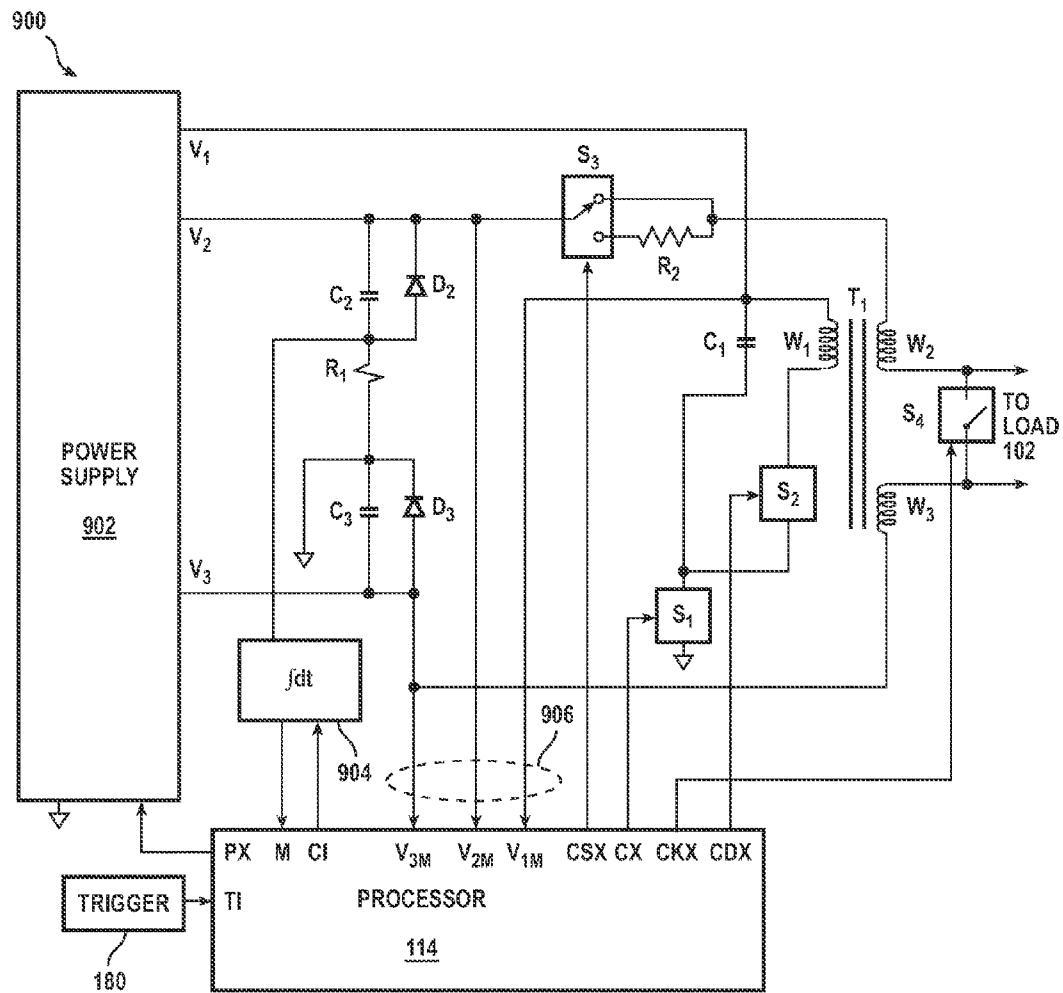 900
V1
S3
V2
R2
C2
D2
T1
C1
W1
W2
R1
S4
TO
LOAD
102
POWER
SUPPLY
902
S2
C3
D3
W3
V3
S1
∫dt
906
904
PX
M
CI
V3M
V2M
V1M
CSX
CX
CKX
CDX
TRIGGER
TI
PROCESSOR
180
114